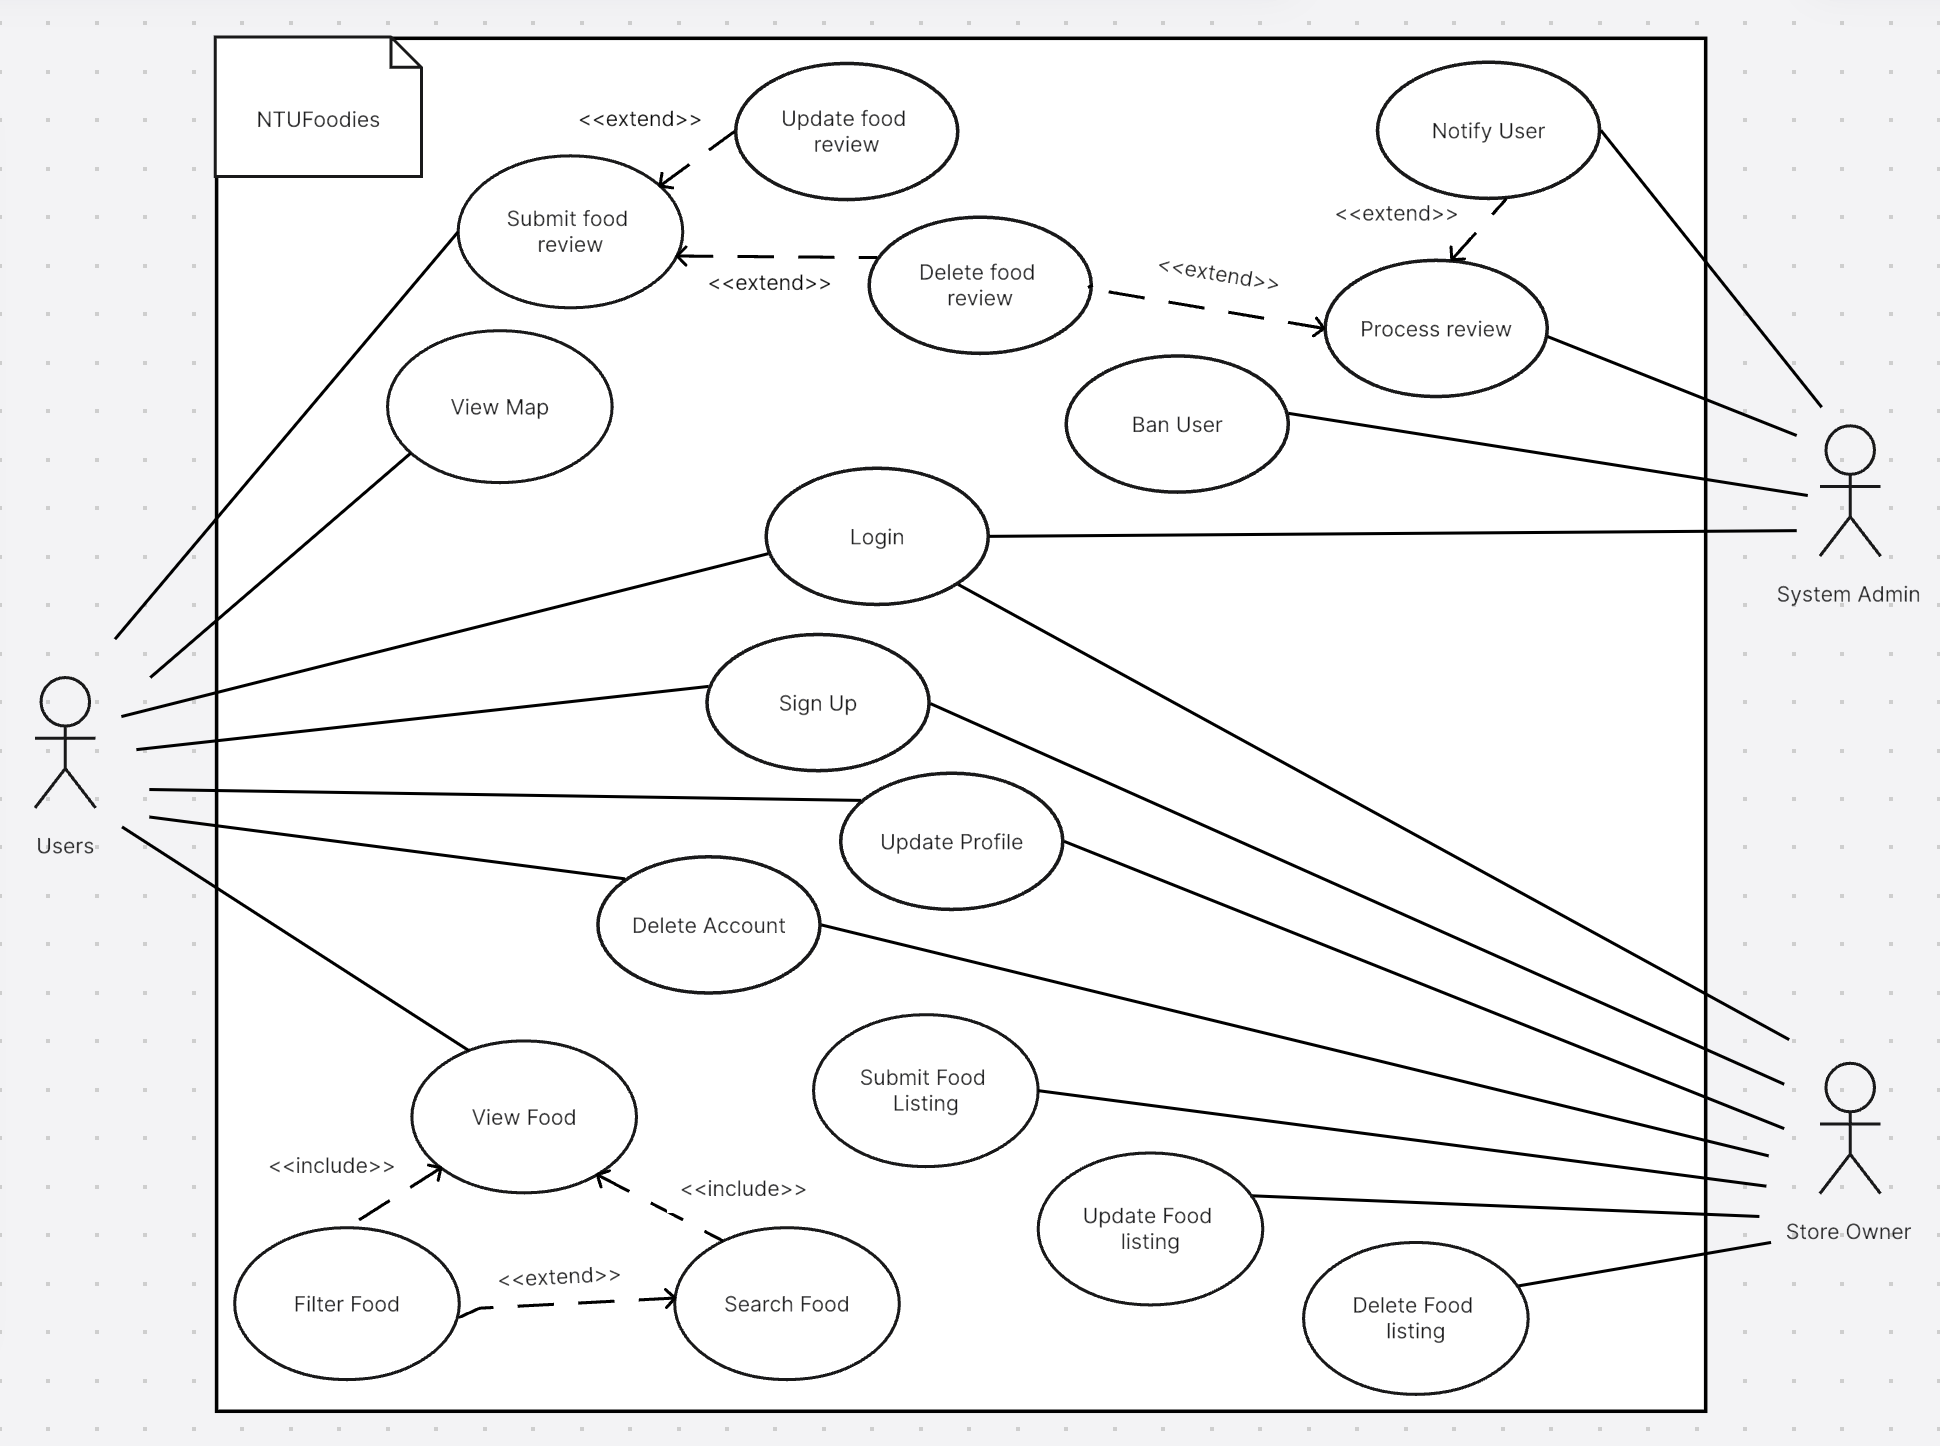 NTUFoodies
<<extend>>
Update food
review
Notify User
Submit food
review
<<extend>>
Delete food
review
<<extend>>
<<extend>>
Process review
View Map
Ban User
Login
System Admin
Sign Up
Users
Update Profile
Delete Account
View Food
Submit Food
Listing
<<include>>
<<include>>
Update Food
listing
Store Owner
<<extend>>
Filter Food
Search Food
Delete Food
listing